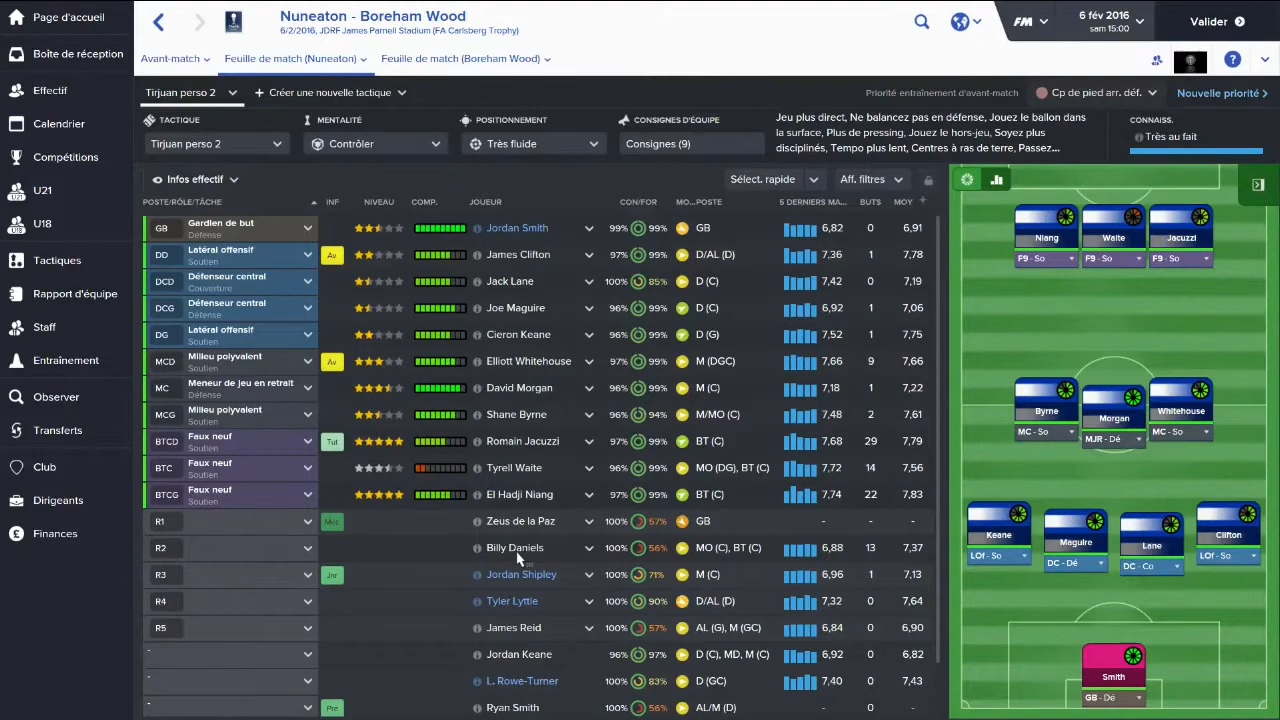 Page d'accueil
Boîte de réception
Effectif
Calendrier
Compétitions
U21
U21
U18
U18
Tactiques
Rapport d'équipe
Staff
Entraînement
Observer
Transferts
Club
Dirigeants
Finances
Nuneaton - Boreham Wood
6/2/2016, JDRF James Parnell Stadium (FA Carlsberg Trophy)
FM
6 fév 2016
sam 15:00
Valider
Avant-match
Feuille de match (Nuneaton)
Feuille de match (Boreham Wood)
?
Tirjuan perso 2
+ Créer une nouvelle tactique
Priorité entraînement d'avant-match
Cp de pied arr. déf.
Nouvelle priorité
TACTIQUE
Tirjuan perso 2
MENTALITÉ
Contrôler
POSITIONNEMENT
Très fluide
CONSIGNES D'ÉQUIPE
Consignes (9)
Jeu plus direct, Ne balancez pas en défense, Jouez le ballon
dans la surface, Plus de pressing, Jouez le hors-jeu, Soyez plus
disciplinés, Tempo plus lent, Centres à ras de terre, Passez...
CONNAISS.
Très au fait
Infos effectif
Sélect. rapide
Aff. filtres
POSTE/RÔLE/TÂCHE INF NIVEAU COMP. JOUEUR CON/FOR MO... POSTE 5 DERNIERS MA... BUTS MOY +
GB Gardien de but Défense Jordan Smith 99% 99% GB 6,82 0 6,91
DD Latéral offensif Soutien Av James Clifton 97% 99% D/AL (D) 7,36 1 7,78
DCD Défenseur central Couverture Jack Lane 100% 85% D (C) 7,42 0 7,19
DCG Défenseur central Défense Joe Maguire 96% 99% D (C) 6,92 1 7,06
DG Latéral offensif Soutien Cieron Keane 96% 99% D (G) 7,52 1 7,75
MCD Milieu polyvalent Soutien Av Elliott Whitehouse 97% 99% M (DGC) 7,66 9 7,66
MC Meneur de jeu en retrait Défense David Morgan 96% 99% M (C) 7,18 1 7,22
MCG Milieu polyvalent Soutien Shane Byrne 96% 94% M/MO (C) 7,48 2 7,61
BTCD Faux neuf Soutien Tut Romain Jacuzzi 97% 99% BT (C) 7,68 29 7,79
BTC Faux neuf Soutien Tyrell Waite 96% 99% MO (DG), BT (C) 7,72 14 7,56
BTCG Faux neuf Soutien El Hadji Niang 97% 99% BT (C) 7,74 22 7,83
R1 Mec Zeus de la Paz 100% 57% GB - - -
R2 Billy Daniels 100% 56% MO (C), BT (C) 6,88 13 7,37
R3 Jnr Jordan Shipley 100% 71% M (C) 6,96 1 7,13
R4 Tyler Lyttle 100% 90% D/AL (D) 7,32 0 7,64
R5 James Reid 100% 57% AL (G), M (GC) 6,84 0 6,90
- Jordan Keane 96% 97% D (C), MD, M (C) 6,92 0 6,82
- L. Rowe-Turner 100% 83% D (GC) 7,40 0 7,43
- Pre Ryan Smith 100% 56% AL/M (D) - 0 -
Niang Waite Jacuzzi
F9 - So F9 - So F9 - So
Byrne Morgan Whitehouse
MC - So MJR - Dé MC - So
Keane Maguire Lane Clifton
LOf - So DC - Dé DC - Co LOf - So
Smith
GB - Dé